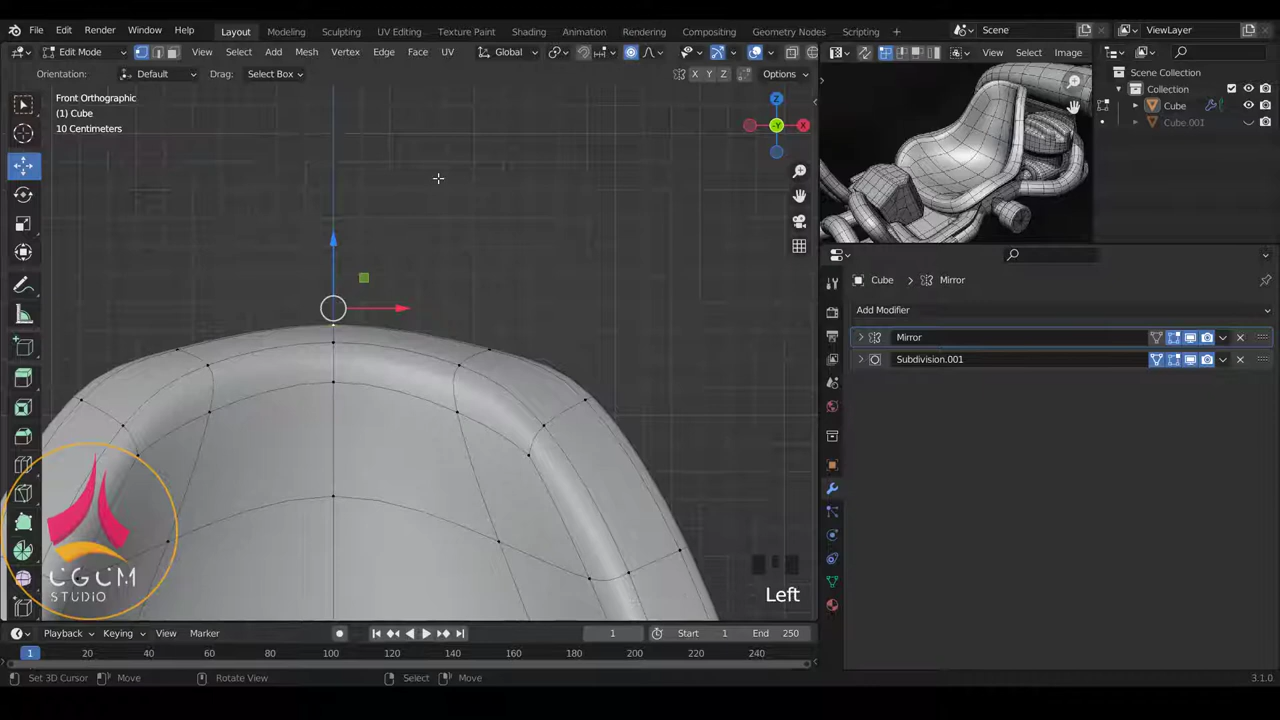 File Edit Render Window Help Layout Modeling Sculpting UV Editing Texture Paint Shading Animation Rendering Compositing Geometry Nodes Scripting + Scene ViewLayer
Edit Mode View Select Add Mesh Vertex Edge Face UV Global View Select Image
Orientation: Default Drag: Select Box X Y Z Options
Scene Collection
Collection
Cube
Cube.001
Front Orthographic
(1) Cube
10 Centimeters
Z
-Y
X
Cube > Mirror
Add Modifier
Mirror
Subdivision.001
CGCM
STUDIO
Left
Playback Keying View Marker 1 Start 1 End 250
1 20 40 60 80 100 120 140 160 180 200 220 240
Set 3D Cursor Move Rotate View Select Move 3.1.0